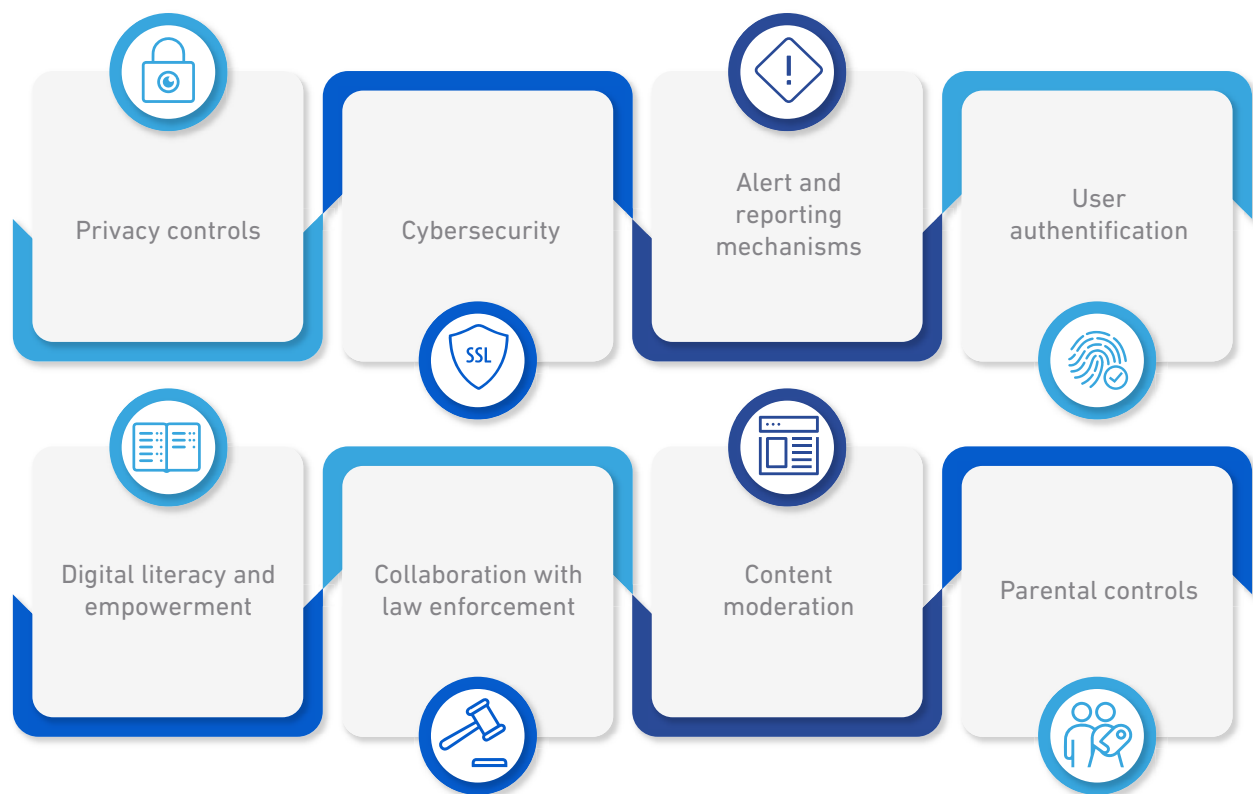 Privacy controls
Cybersecurity
SSL
Alert and
reporting
mechanisms
User
authentification
Digital literacy and
empowerment
Collaboration with
law enforcement
Content
moderation
Parental controls